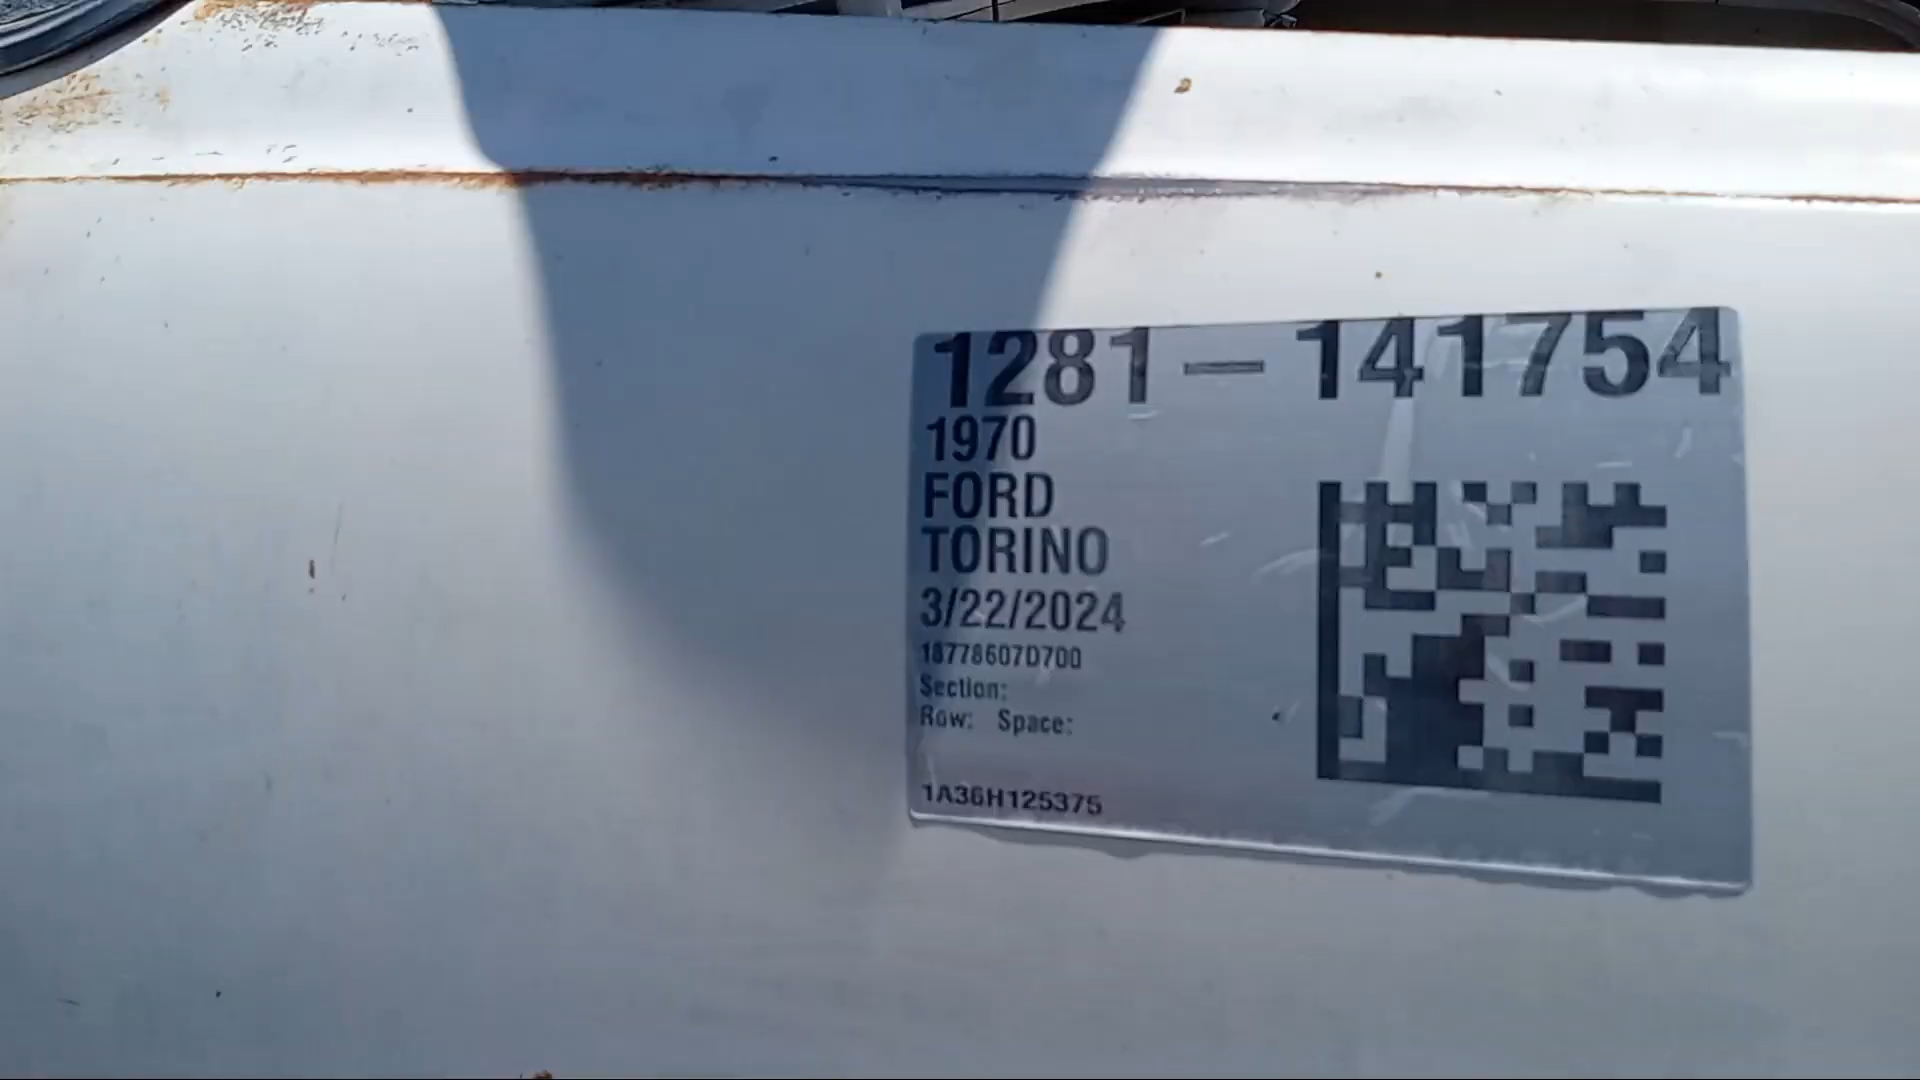 1281-141754
1970
FORD
TORINO
3/22/2024
18778607D700
Section:
Row: Space:
1A36H125375